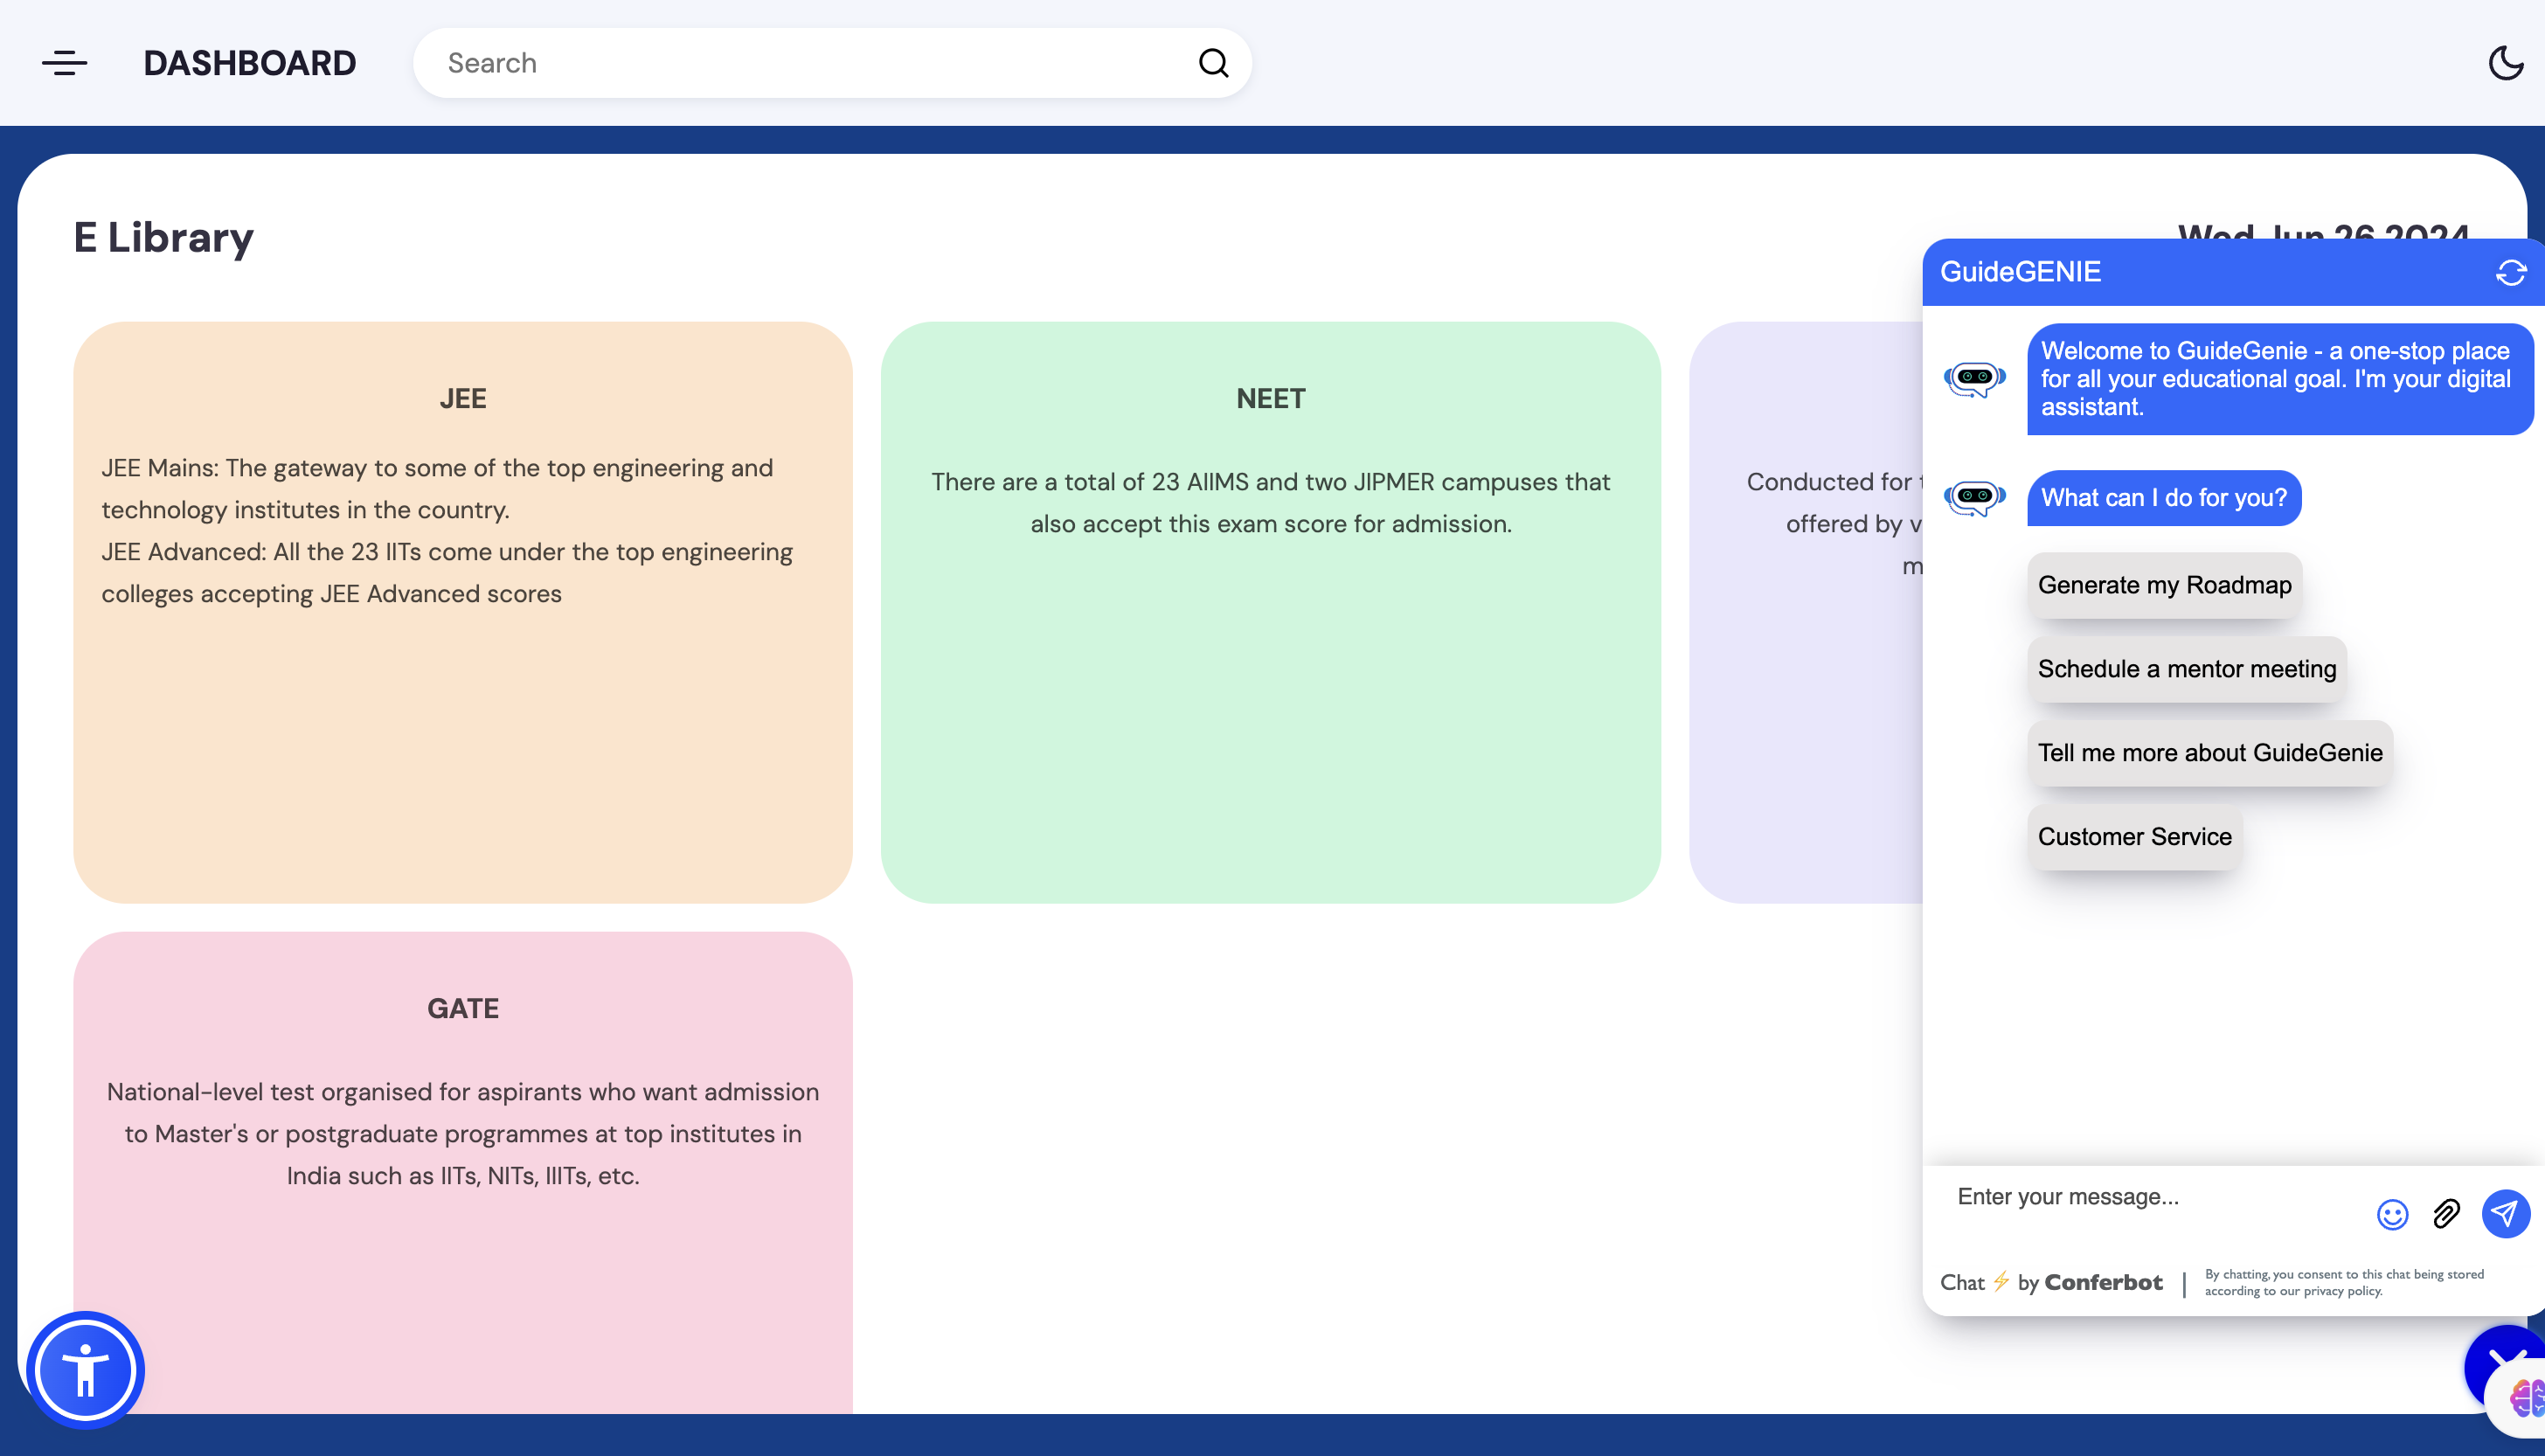 DASHBOARD
Search
E Library
Wed Jun 26 2024
JEE
JEE Mains: The gateway to some of the top engineering and
technology institutes in the country.
JEE Advanced: All the 23 IITs come under the top engineering
colleges accepting JEE Advanced scores
NEET
There are a total of 23 AIIMS and two JIPMER campuses that
also accept this exam score for admission.
Conducted for
offered by
GATE
National-level test organised for aspirants who want admission
to Master's or postgraduate programmes at top institutes in
India such as IITs, NITs, IIITs, etc.
GuideGENIE
Welcome to GuideGenie - a one-stop place
for all your educational goal. I'm your digital
assistant.
What can I do for you?
Generate my Roadmap
Schedule a mentor meeting
Tell me more about GuideGenie
Customer Service
Enter your message...
Chat ⚡ by Conferbot
By chatting, you consent to this chat being stored
according to our privacy policy.